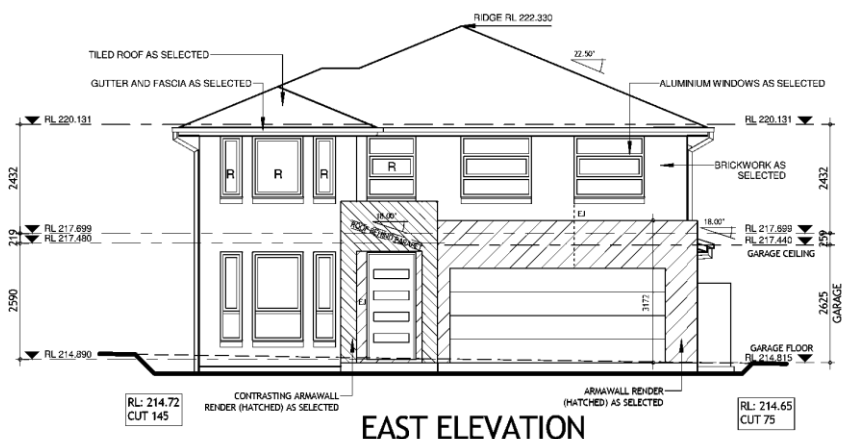 RIDGE RL 222.330
TILED ROOF AS SELECTED
22.50°
GUTTER AND FASCIA AS SELECTED
ALUMINIUM WINDOWS AS SELECTED
RL 220.131
RL 220.131
2432
R
R
R
R
BRICKWORK AS
SELECTED
2432
18.00°
ROOF BEHIND PARAPET
EJ
18.00°
RL 217.699
RL 217.699
219
RL 217.480
RL 217.440
259
GARAGE CEILING
2590
EJ
3172
2625
GARAGE
GARAGE FLOOR
RL 214.890
RL 214.815
RL: 214.72
CUT 145
CONTRASTING ARMAWALL
RENDER (HATCHED) AS SELECTED
ARMAWALL RENDER
(HATCHED) AS SELECTED
RL: 214.65
CUT 75
EAST ELEVATION